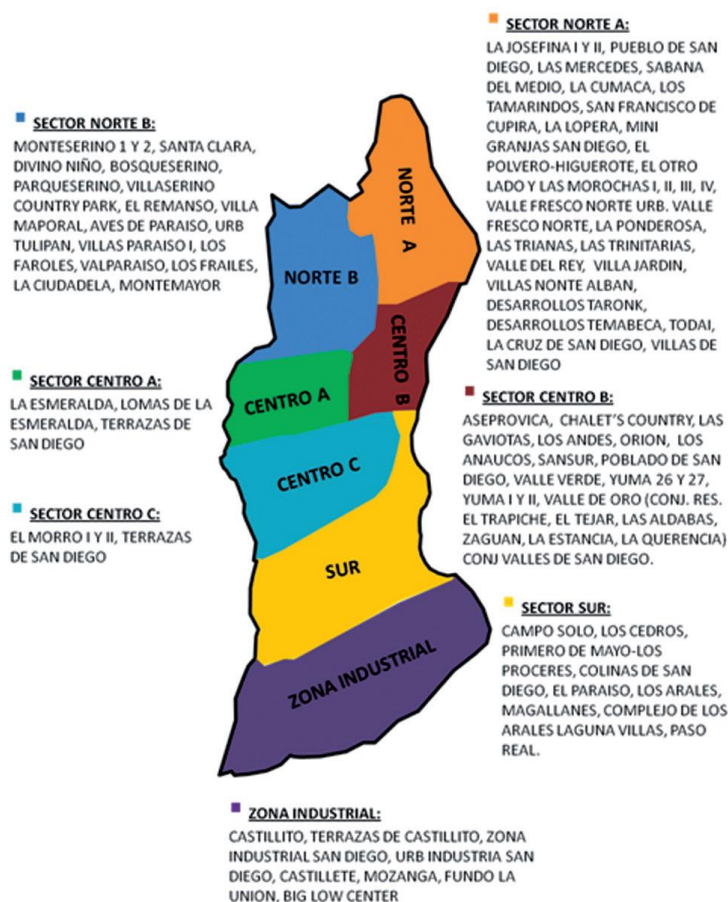 SECTOR NORTE A:
LA JOSEFINA I Y II, PUEBLO DE SAN
DIEGO, LAS MERCEDES, SABANA
DEL MEDIO, LA CUMACA, LOS
TAMARINDOS, SAN FRANCISCO DE
CUPIRA, LA LOPERA, MINI
GRANJAS SAN DIEGO, EL
POLVERO-HIGUEROTE, EL OTRO
LADO Y LAS MOROCHAS I, II, III, IV,
VALLE FRESCO NORTE URB. VALLE
FRESCO NORTE, LA PONDEROSA,
LAS TRIANAS, LAS TRINITARIAS,
VALLE DEL REY, VILLA JARDIN,
VILLAS NONTE ALBAN,
DESARROLLOS TARONK,
DESARROLLOS TEMABECA, TODAI,
LA CRUZ DE SAN DIEGO, VILLAS
DE SAN DIEGO
SECTOR NORTE B:
MONTESERINO 1 Y 2, SANTA CLARA,
DIVINO NIÑO, BOSQUESERINO,
PARQUESERINO, VILLASERINO
COUNTRY PARK, EL REMANSO, VILLA
MAPORAL, AVES DE PARAISO, URB
TULIPAN, VILLAS PARAISO I, LOS
FAROLES, VALPARAISO, LOS FRAILES,
LA CIUDADELA, MONTEMAYOR
NORTE A
NORTE B
CENTRO B
CENTRO A
CENTRO C
SUR
ZONA INDUSTRIAL
SECTOR CENTRO A:
LA ESMERALDA, LOMAS DE LA
ESMERALDA, TERRAZAS DE
SAN DIEGO
SECTOR CENTRO B:
ASEPROVICA, CHALET'S COUNTRY, LAS
GAVIOTAS, LOS ANDES, ORION, LOS
ANAUCOS, SANSUR, POBLADO DE SAN
DIEGO, VALLE VERDE, YUMA 26 Y 27,
YUMA I Y II, VALLE DE ORO (CONJ. RES.
EL TRAPICHE, EL TEJAR, LAS ALDABAS,
ZAGUAN, LA ESTANCIA, LA QUERENCIA)
CONJ VALLES DE SAN DIEGO.
SECTOR CENTRO C:
EL MORRO I Y II, TERRAZAS
DE SAN DIEGO
SECTOR SUR:
CAMPO SOLO, LOS CEDROS,
PRIMERO DE MAYO-LOS
PROCERES, COLINAS DE SAN
DIEGO, EL PARAISO, LOS ARALES,
MAGALLANES, COMPLEJO DE LOS
ARALES LAGUNA VILLAS, PASO
REAL.
ZONA INDUSTRIAL:
CASTILLITO, TERRAZAS DE CASTILLITO, ZONA
INDUSTRIAL SAN DIEGO, URB INDUSTRIA SAN
DIEGO, CASTILLETE, MOZANGA, FUNDO LA
UNION, BIG LOW CENTER